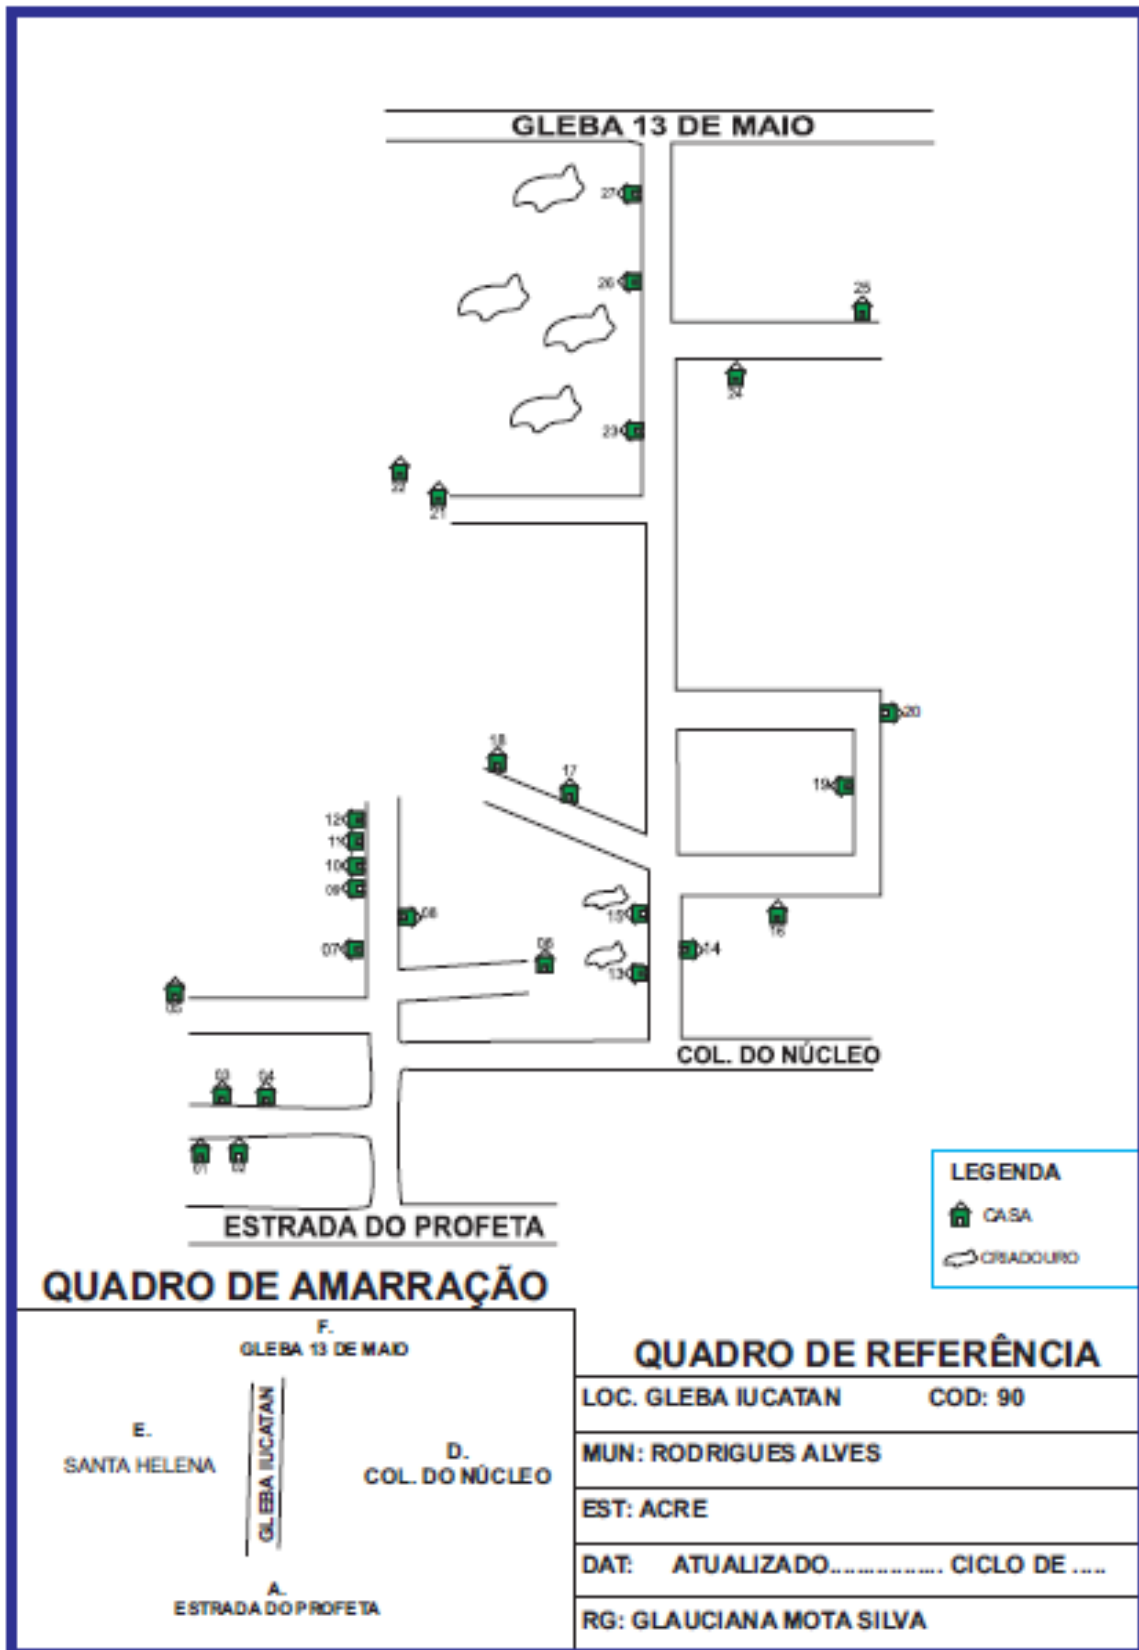 GLEBA 13 DE MAIO
27
26
25
24
23
22
21
20
18
17
19
12
11
10
09
08
07
06
15
16
14
13
05
COL. DO NÚCLEO
03
04
01
02
ESTRADA DO PROFETA
LEGENDA
CASA
CRIADOURO
QUADRO DE AMARRAÇÃO
F.
GLEBA 13 DE MAIO
E.
SANTA HELENA
GLEBA IUCATAN
D.
COL. DO NÚCLEO
A.
ESTRADA DO PROFETA
QUADRO DE REFERÊNCIA
LOC. GLEBA IUCATAN COD: 90
MUN: RODRIGUES ALVES
EST: ACRE
DAT: ATUALIZADO................. CICLO DE .....
RG: GLAUCIANA MOTA SILVA